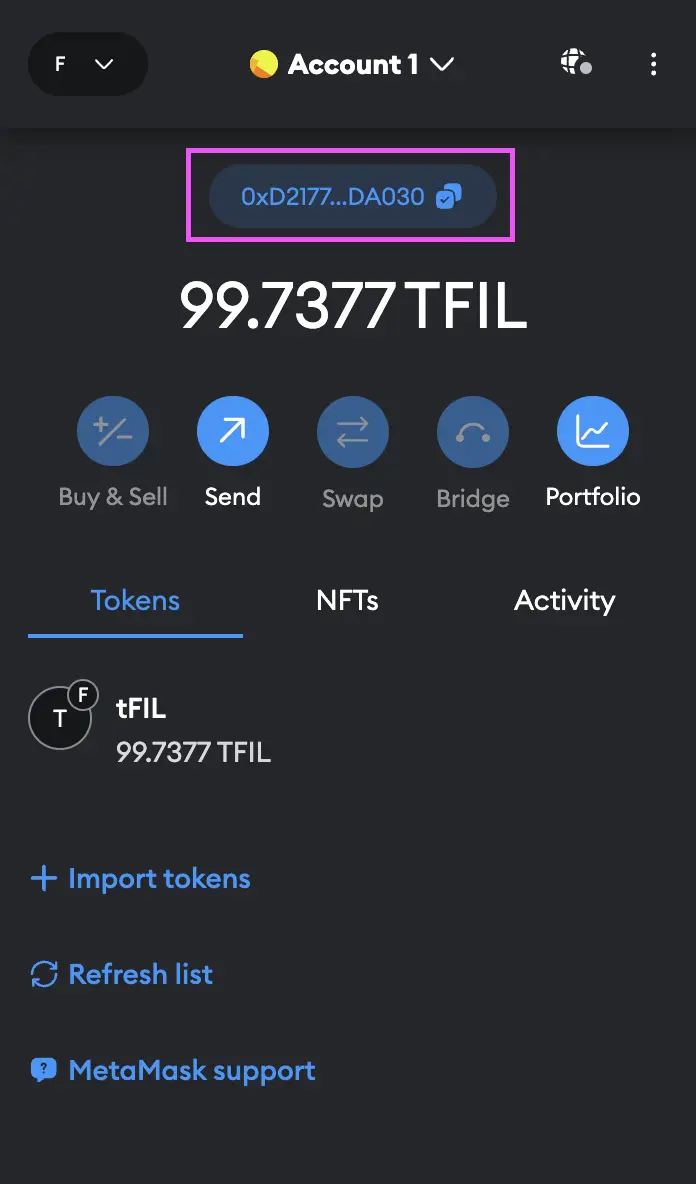 F
Account 1
0xD2177...DA030
99.7377 TFIL
Buy & Sell Send Swap Bridge Portfolio
Tokens NFTs Activity
F
T
tFIL
99.7377 TFIL
Import tokens
Refresh list
? MetaMask support